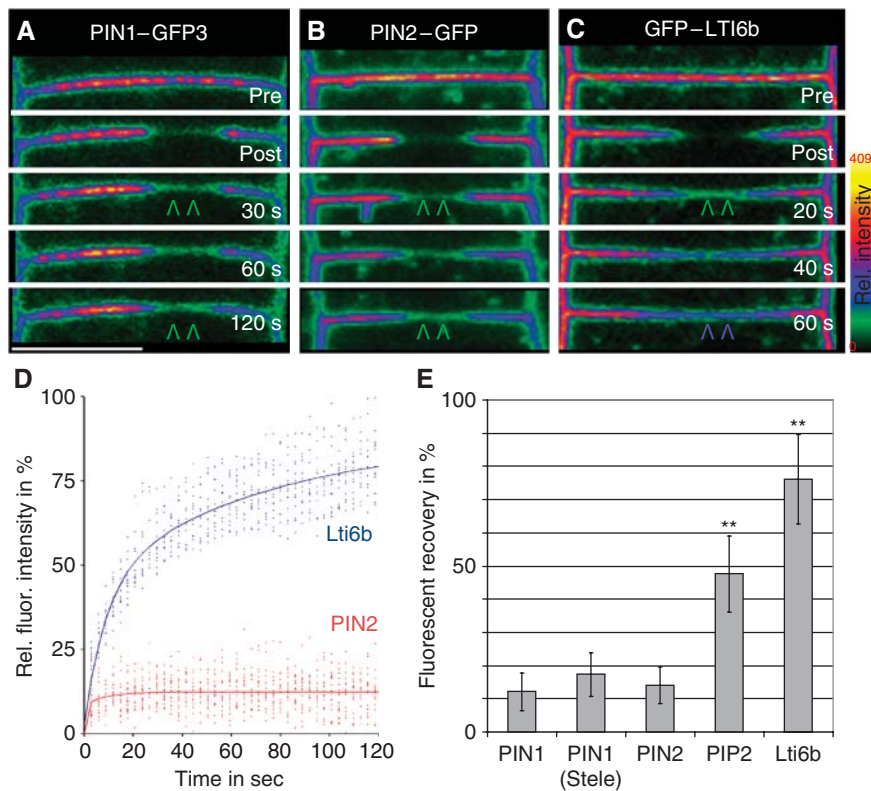 A PIN1–GFP3
Pre
Post
30 s
60 s
120 s
B PIN2–GFP
C GFP–LTI6b
Pre
Post
20 s
40 s
60 s
409
Rel. intensity
0
D
100
75
50
25
0
Rel. fluor. intensity in %
Lti6b
PIN2
0 20 40 60 80 100 120
Time in sec
E
100
50
0
Fluorescent recovery in %
**
**
PIN1 PIN1 PIN2 PIP2 Lti6b
(Stele)